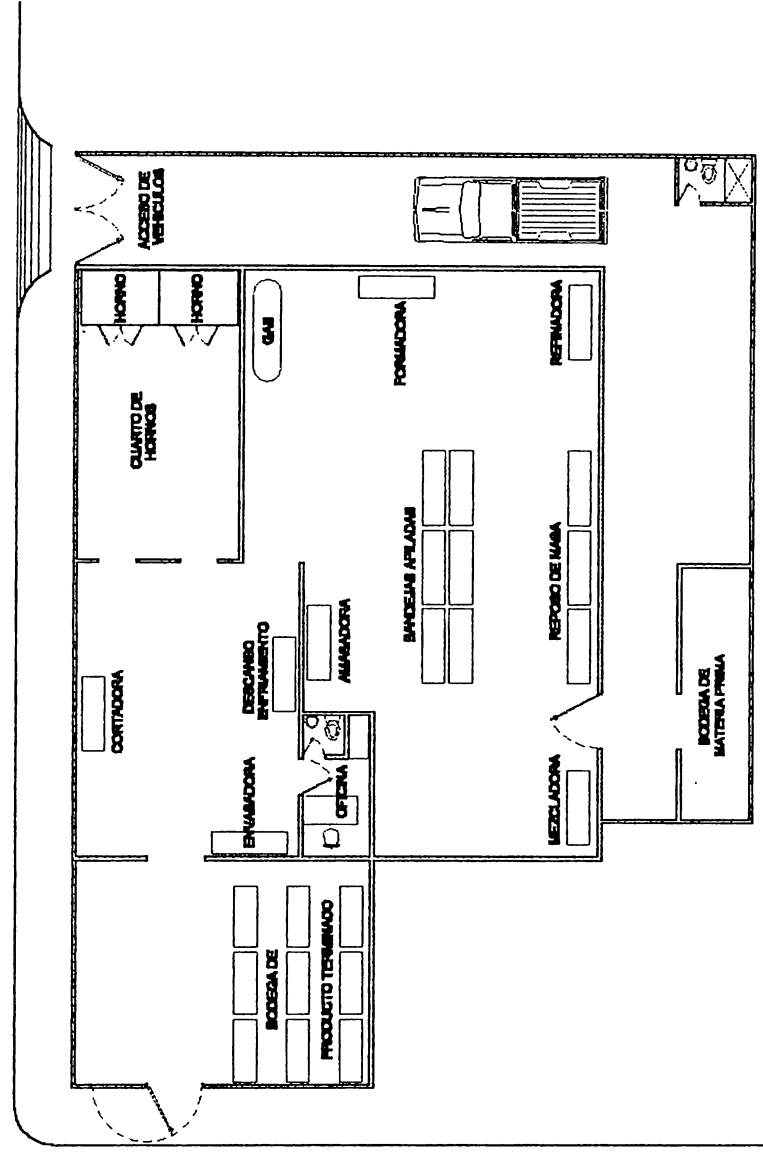 ACCESO DE
VEHICULOS
HORNO
HORNO
CUARTO DE
HORNOS
GAS
FORMADORA
REFINADORA
CORTADORA
DESCANSO
ENFRIAMIENTO
AMASADORA
BANDEJAS APILADAS
REPOSO DE MASA
ENVASADORA
OFICINA
MEZCLADORA
BODEGA DE
MATERIA PRIMA
BODEGA DE
PRODUCTO TERMINADO